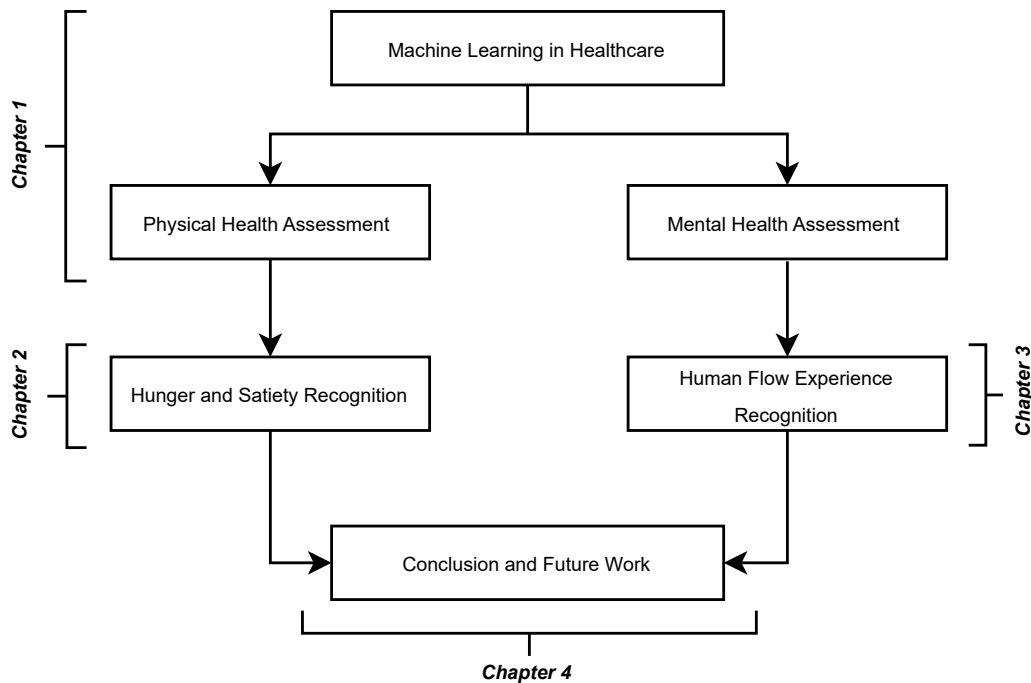 Machine Learning in Healthcare
Chapter 1
Physical Health Assessment
Mental Health Assessment
Chapter 2
Hunger and Satiety Recognition
Human Flow Experience
Recognition
Chapter 3
Conclusion and Future Work
Chapter 4